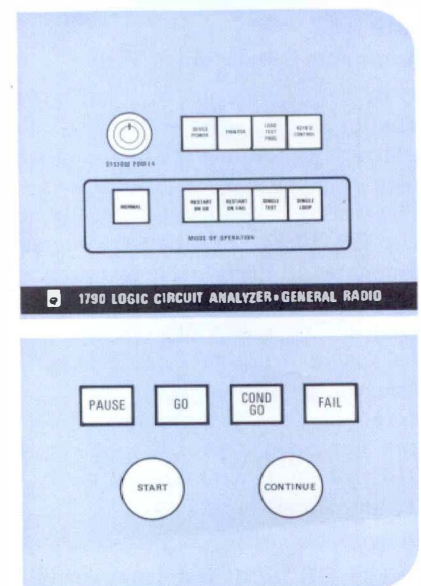 DEVICE POWER
PRINTER
LOAD TEST PROG
KEYB'D CONTROL
SYSTEM POWER
NORMAL
RESTART ON GO
RESTART ON FAIL
SINGLE TEST
SINGLE LOOP
MODE OF OPERATION
1790 LOGIC CIRCUIT ANALYZER•GENERAL RADIO
PAUSE
GO
COND GO
FAIL
START
CONTINUE